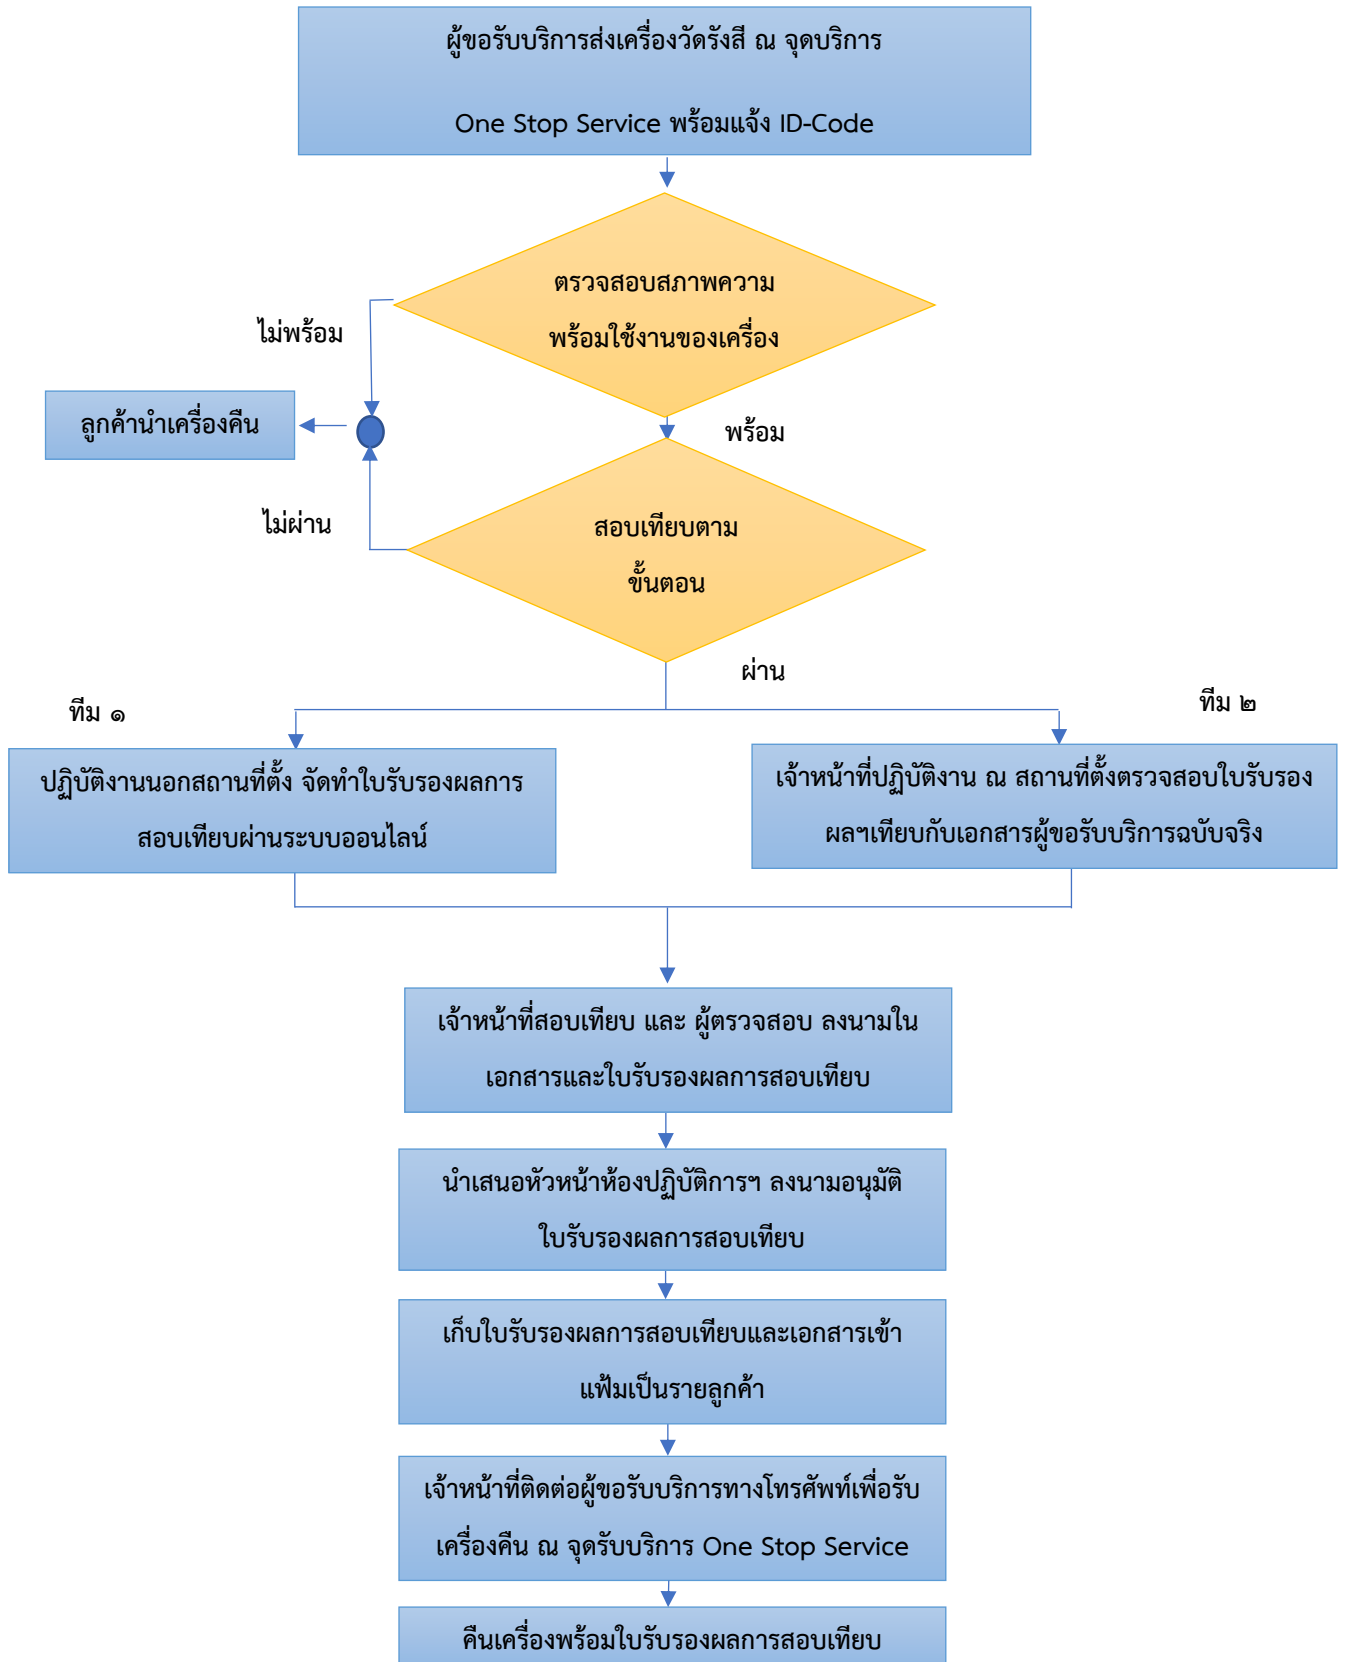 ผู้ขอรับบริการส่งเครื่องวัดรังสี ณ จุดบริการ
One Stop Service พร้อมแจ้ง ID-Code
ตรวจสอบสภาพความ
พร้อมใช้งานของเครื่อง
ไม่พร้อม
ลูกค้านำเครื่องคืน
พร้อม
ไม่ผ่าน
สอบเทียบตาม
ขั้นตอน
ผ่าน
ทีม ๑
ทีม ๒
ปฏิบัติงานนอกสถานที่ตั้ง จัดทำใบรับรองผลการ
สอบเทียบผ่านระบบออนไลน์
เจ้าหน้าที่ปฏิบัติงาน ณ สถานที่ตั้งตรวจสอบใบรับรอง
ผลฯเทียบกับเอกสารผู้ขอรับบริการฉบับจริง
เจ้าหน้าที่สอบเทียบ และ ผู้ตรวจสอบ ลงนามใน
เอกสารและใบรับรองผลการสอบเทียบ
นำเสนอหัวหน้าห้องปฏิบัติการฯ ลงนามอนุมัติ
ใบรับรองผลการสอบเทียบ
เก็บใบรับรองผลการสอบเทียบและเอกสารเข้า
แฟ้มเป็นรายลูกค้า
เจ้าหน้าที่ติดต่อผู้ขอรับบริการทางโทรศัพท์เพื่อรับ
เครื่องคืน ณ จุดรับบริการ One Stop Service
คืนเครื่องพร้อมใบรับรองผลการสอบเทียบ